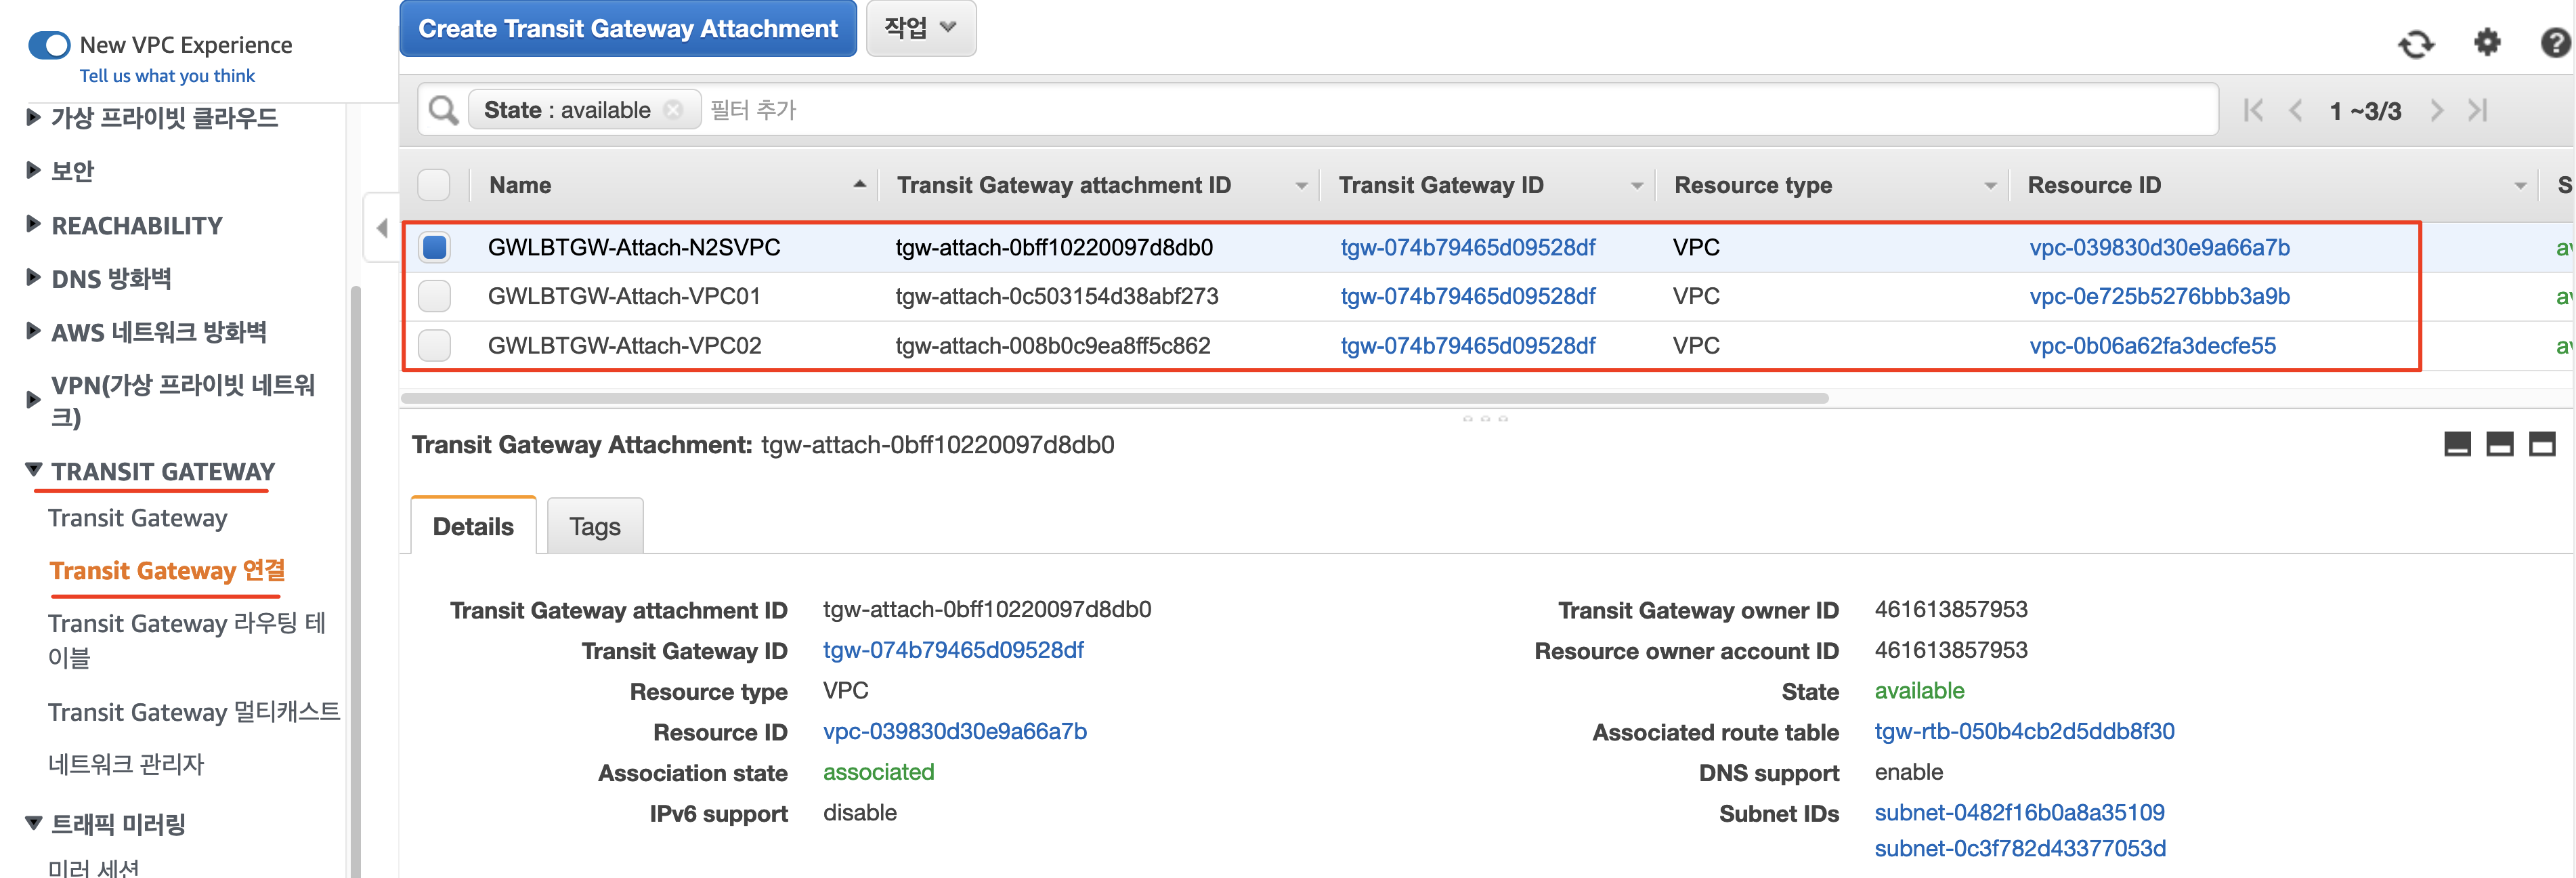 New VPC Experience
Tell us what you think
가상 프라이빗 클라우드
보안
REACHABILITY
DNS 방화벽
AWS 네트워크 방화벽
VPN(가상 프라이빗 네트워
크)
TRANSIT GATEWAY
Transit Gateway
Transit Gateway 연결
Transit Gateway 라우팅 테
이블
Transit Gateway 멀티캐스트
네트워크 관리자
트래픽 미러링
미러 세션
Create Transit Gateway Attachment 작업
State : available 필터 추가 1 ~3/3
Name Transit Gateway attachment ID Transit Gateway ID Resource type Resource ID S
GWLBTGW-Attach-N2SVPC tgw-attach-0bff10220097d8db0 tgw-074b79465d09528df VPC vpc-039830d30e9a66a7b av
GWLBTGW-Attach-VPC01 tgw-attach-0c503154d38abf273 tgw-074b79465d09528df VPC vpc-0e725b5276bbb3a9b av
GWLBTGW-Attach-VPC02 tgw-attach-008b0c9ea8ff5c862 tgw-074b79465d09528df VPC vpc-0b06a62fa3decfe55 av
Transit Gateway Attachment: tgw-attach-0bff10220097d8db0
Details Tags
Transit Gateway attachment ID tgw-attach-0bff10220097d8db0 Transit Gateway owner ID 461613857953
Transit Gateway ID tgw-074b79465d09528df Resource owner account ID 461613857953
Resource type VPC State available
Resource ID vpc-039830d30e9a66a7b Associated route table tgw-rtb-050b4cb2d5ddb8f30
Association state associated DNS support enable
IPv6 support disable Subnet IDs subnet-0482f16b0a8a35109
subnet-0c3f782d43377053d